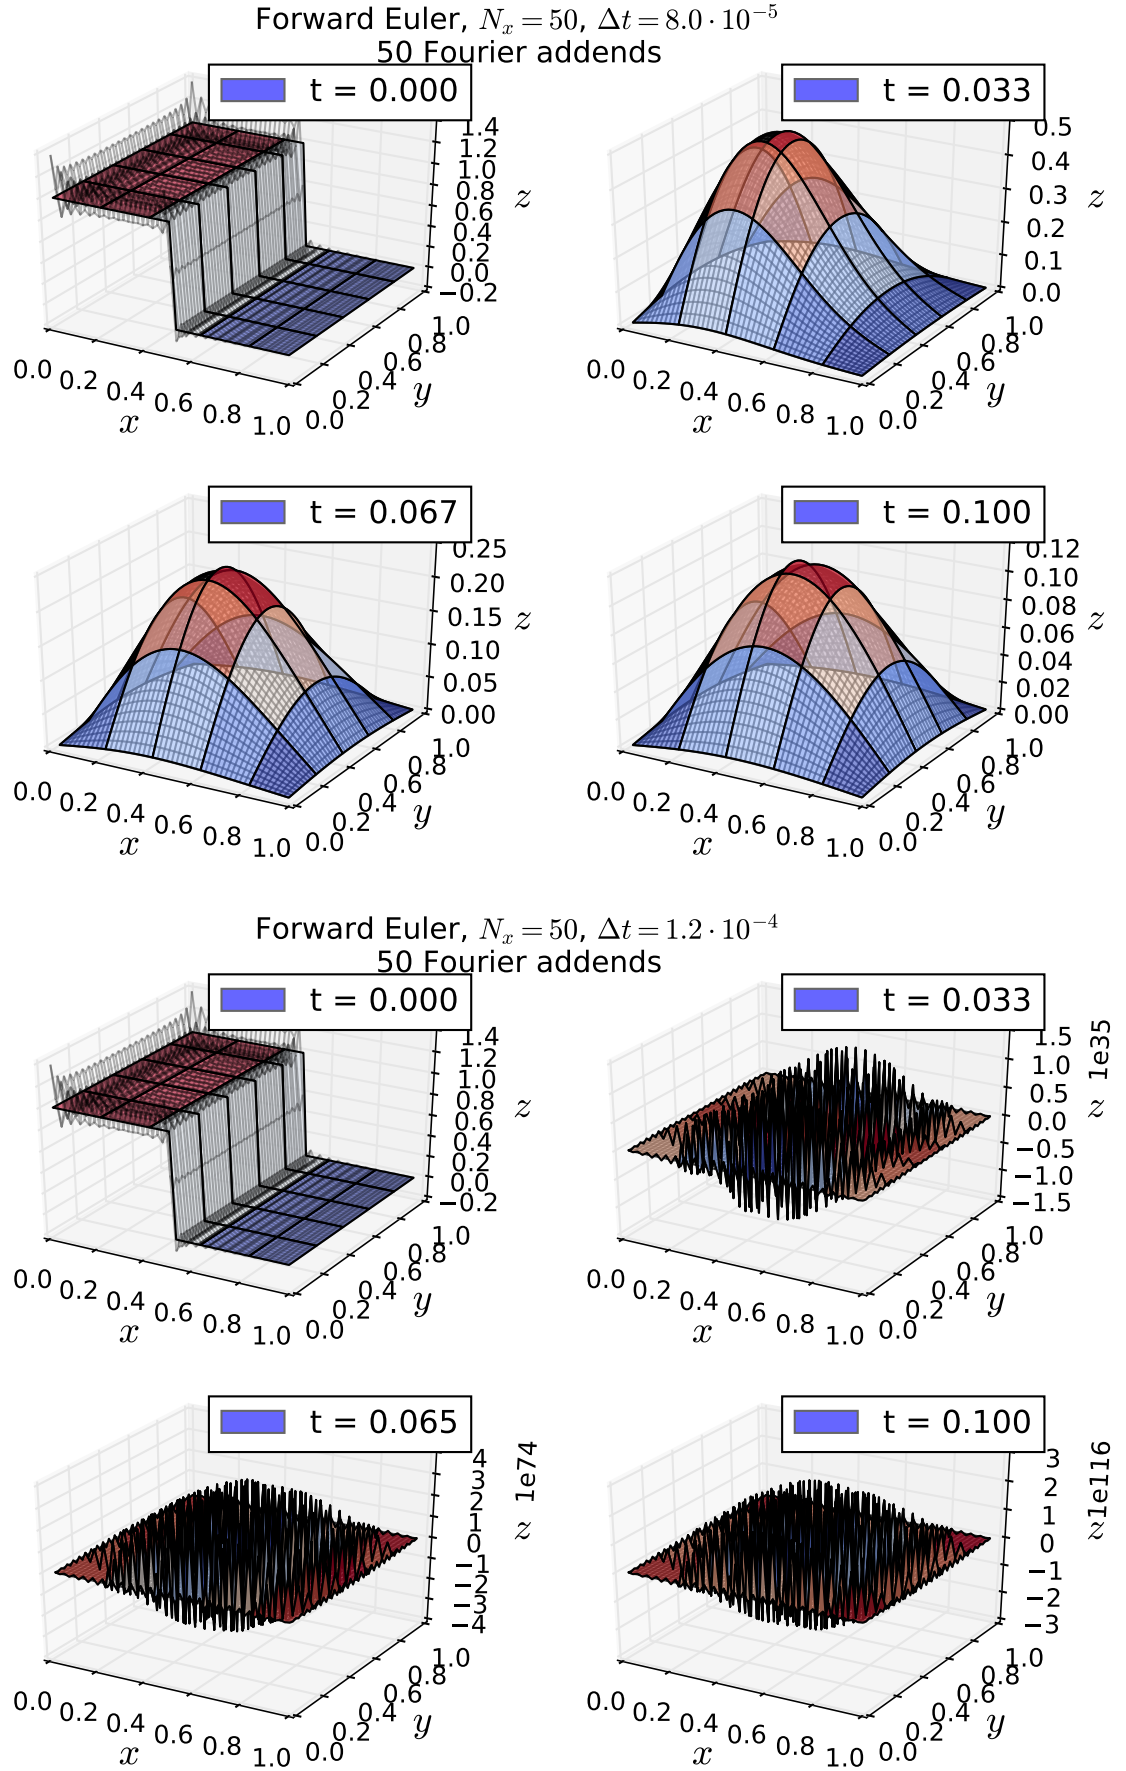 Forward Euler, Nₓ = 50, Δt = 8.0 · 10⁻⁵
50 Fourier addends
t = 0.000
1.4
1.2
1.0
0.8
0.6
0.4
0.2
0.0
−0.2
z
0.0 0.2 0.4 0.6 0.8 1.0
x
0.0 0.2 0.4 0.6 0.8 1.0
y
t = 0.033
0.5
0.4
0.3
0.2
0.1
0.0
z
0.0 0.2 0.4 0.6 0.8 1.0
x
0.0 0.2 0.4 0.6 0.8 1.0
y
t = 0.067
0.25
0.20
0.15
0.10
0.05
0.00
z
0.0 0.2 0.4 0.6 0.8 1.0
x
0.0 0.2 0.4 0.6 0.8 1.0
y
t = 0.100
0.12
0.10
0.08
0.06
0.04
0.02
0.00
z
0.0 0.2 0.4 0.6 0.8 1.0
x
0.0 0.2 0.4 0.6 0.8 1.0
y
Forward Euler, Nₓ = 50, Δt = 1.2 · 10⁻⁴
50 Fourier addends
t = 0.000
1.4
1.2
1.0
0.8
0.6
0.4
0.2
0.0
−0.2
z
0.0 0.2 0.4 0.6 0.8 1.0
x
0.0 0.2 0.4 0.6 0.8 1.0
y
t = 0.033
1.5
1.0
0.5
0.0
−0.5
−1.0
−1.5
z
1e35
0.0 0.2 0.4 0.6 0.8 1.0
x
0.0 0.2 0.4 0.6 0.8 1.0
y
t = 0.065
4
3
2
1
0
−1
−2
−3
−4
z
1e74
0.0 0.2 0.4 0.6 0.8 1.0
x
0.0 0.2 0.4 0.6 0.8 1.0
y
t = 0.100
3
2
1
0
−1
−2
−3
z
1e116
0.0 0.2 0.4 0.6 0.8 1.0
x
0.0 0.2 0.4 0.6 0.8 1.0
y